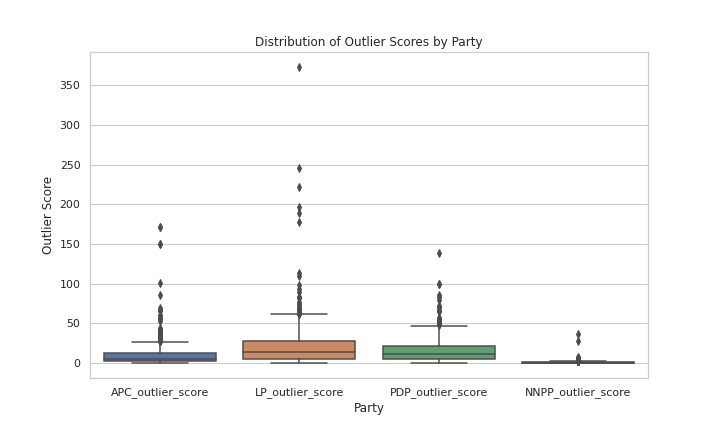 Distribution of Outlier Scores by Party
Outlier Score
350
300
250
200
150
100
50
0
APC_outlier_score LP_outlier_score PDP_outlier_score NNPP_outlier_score
Party